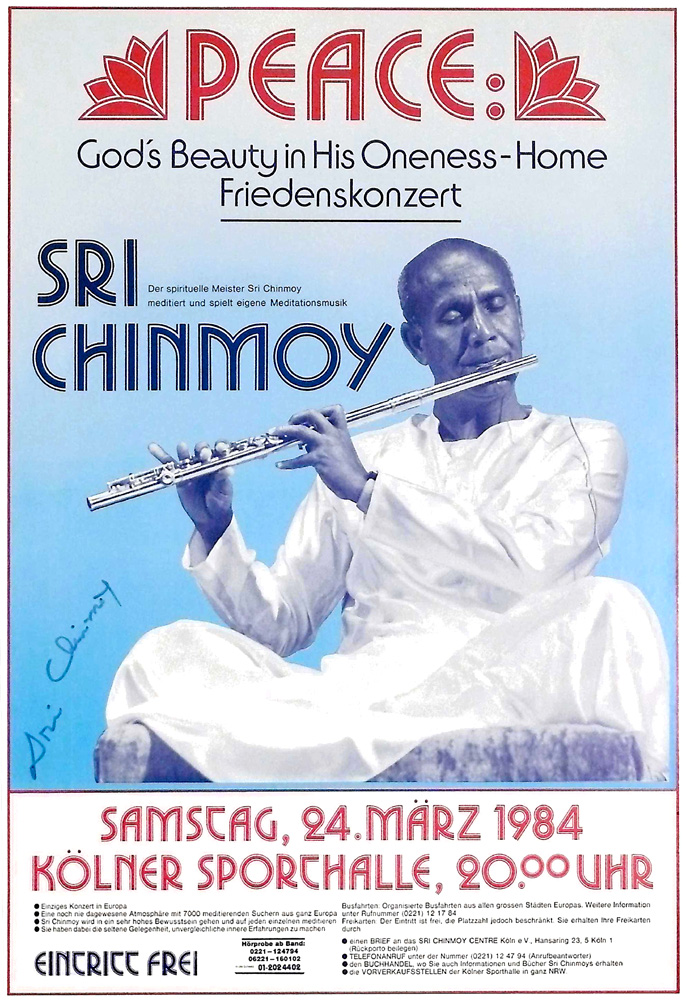 PEACE:
God's Beauty in His Oneness-Home
Friedenskonzert
SRI
CHINMOY
Der spirituelle Meister Sri Chinmoy
meditiert und spielt eigene Meditationsmusik
Sri Chinmoy
SAMSTAG, 24. MÄRZ 1984
KÖLNER SPORTHALLE, 20.00 UHR
● Einziges Konzert in Europa
● Eine noch nie dagewesene Atmosphäre mit 7000 meditierenden Suchern aus ganz Europa
● Sri Chinmoy wird in ein sehr hohes Bewusstsein gehen und auf jeden einzelnen meditieren
● Sie haben dabei die seltene Gelegenheit, unvergleichliche innere Erfahrungen zu machen
EINTRITT FREI
Hörprobe ab Band:
0221-124794
06221-160102
01-202 44 02
Busfahrten: Organisierte Busfahrten aus allen grossen Städten Europas. Weitere Information
unter Rufnummer (0221) 12 17 84
Freikarten: Der Eintritt ist frei, die Platzzahl jedoch beschränkt. Sie erhalten Ihre Freikarten
durch
● einen BRIEF an das SRI CHINMOY CENTRE Köln e.V., Hansaring 23, 5 Köln 1
(Rückporto beilegen)
● TELEFONANRUF unter der Nummer (0221) 12 47 94 (Anrufbeantworter)
● den BUCHHANDEL, wo Sie auch Informationen und Bücher Sri Chinmoys erhalten
● die VORVERKAUFSSTELLEN der Kölner Sporthalle in ganz NRW.